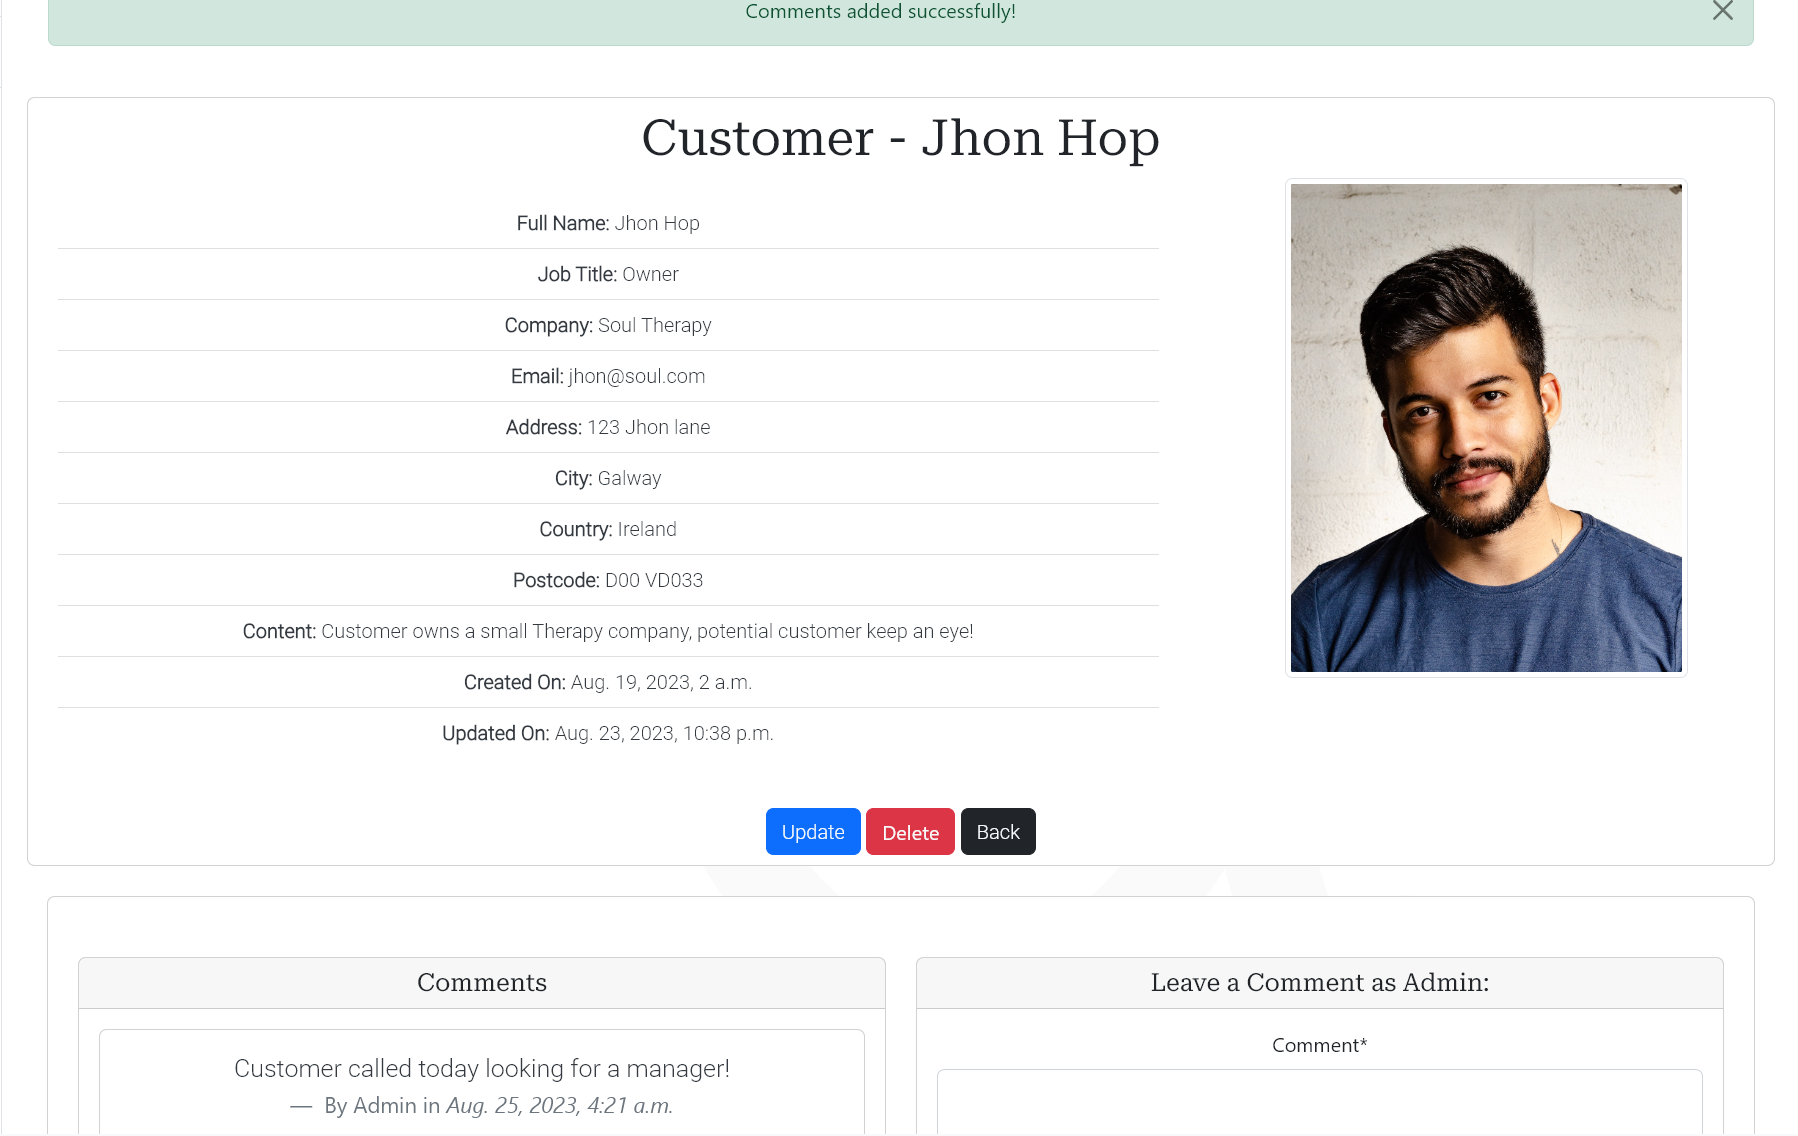 Comments added successfully!
Customer - Jhon Hop
Full Name: Jhon Hop
Job Title: Owner
Company: Soul Therapy
Email: jhon@soul.com
Address: 123 Jhon lane
City: Galway
Country: Ireland
Postcode: D00 VD033
Content: Customer owns a small Therapy company, potential customer keep an eye!
Created On: Aug. 19, 2023, 2 a.m.
Updated On: Aug. 23, 2023, 10:38 p.m.
Update Delete Back
Comments
Customer called today looking for a manager!
— By Admin in Aug. 25, 2023, 4:21 a.m.
Leave a Comment as Admin:
Comment*